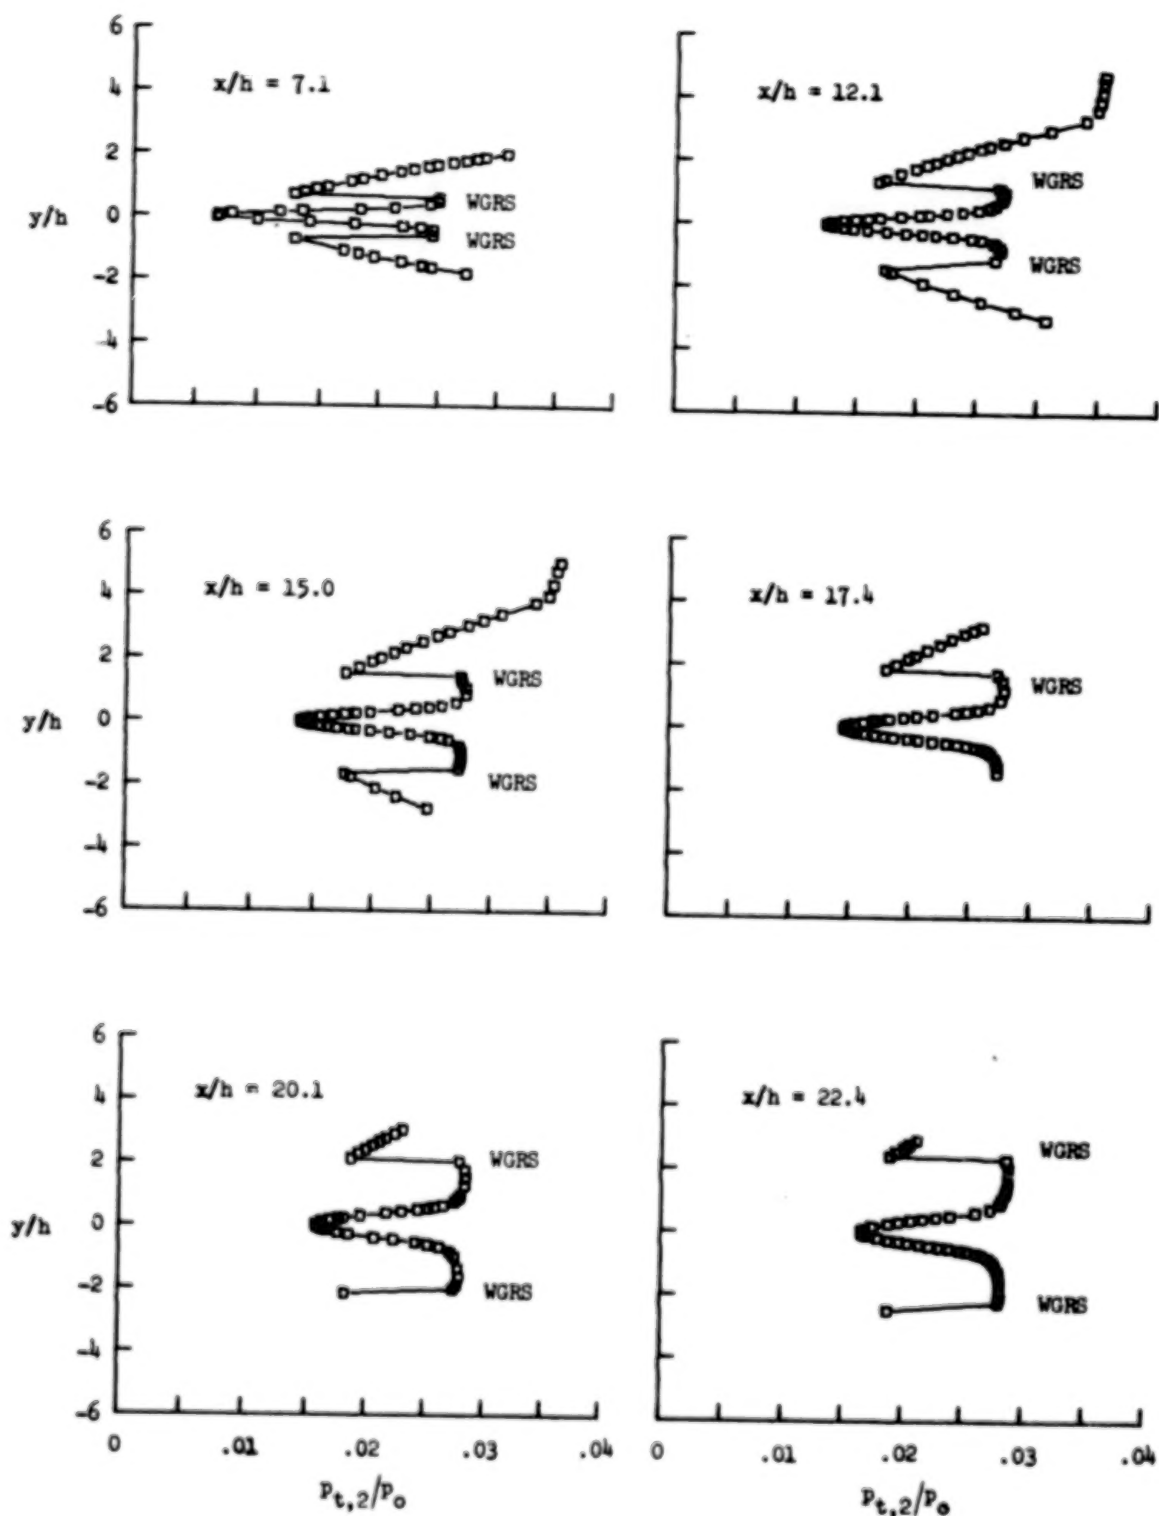 6
4
x/h = 7.1
x/h = 12.1
2
WGRS
WGRS
y/h
0
WGRS
WGRS
-2
-4
-6
6
4
x/h = 15.0
x/h = 17.4
2
WGRS
WGRS
y/h
0
-2
WGRS
-4
-6
6
4
x/h = 20.1
x/h = 22.4
2
WGRS
WGRS
y/h
0
-2
WGRS
WGRS
-4
-6
0 .01 .02 .03 .04
0 .01 .02 .03 .04
pt,2/po
pt,2/po